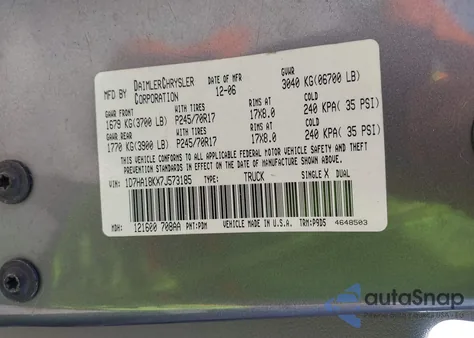 MFD BY DAIMLERCHRYSLER CORPORATION
DATE OF MFR 12-06
GVWR 3040 KG(06700 LB)
GAWR FRONT WITH TIRES RIMS AT COLD
1679 KG(3700 LB) P245/70R17 17X8.0 240 KPA( 35 PSI)
GAWR REAR WITH TIRES RIMS AT COLD
1770 KG(3900 LB) P245/70R17 17X8.0 240 KPA( 35 PSI)
THIS VEHICLE CONFORMS TO ALL APPLICABLE FEDERAL MOTOR VEHICLE SAFETY, BUMPER, AND THEFT
PREVENTION STANDARDS IN EFFECT ON THE DATE OF MANUFACTURE SHOWN ABOVE.
VIN: 1D7HA18KX7J573185 TYPE: TRUCK SINGLE X DUAL
MDH: 121600 708AA PNT:PDM VEHICLE MADE IN U.S.A. TRM:P9D5 4648503
autoSnap